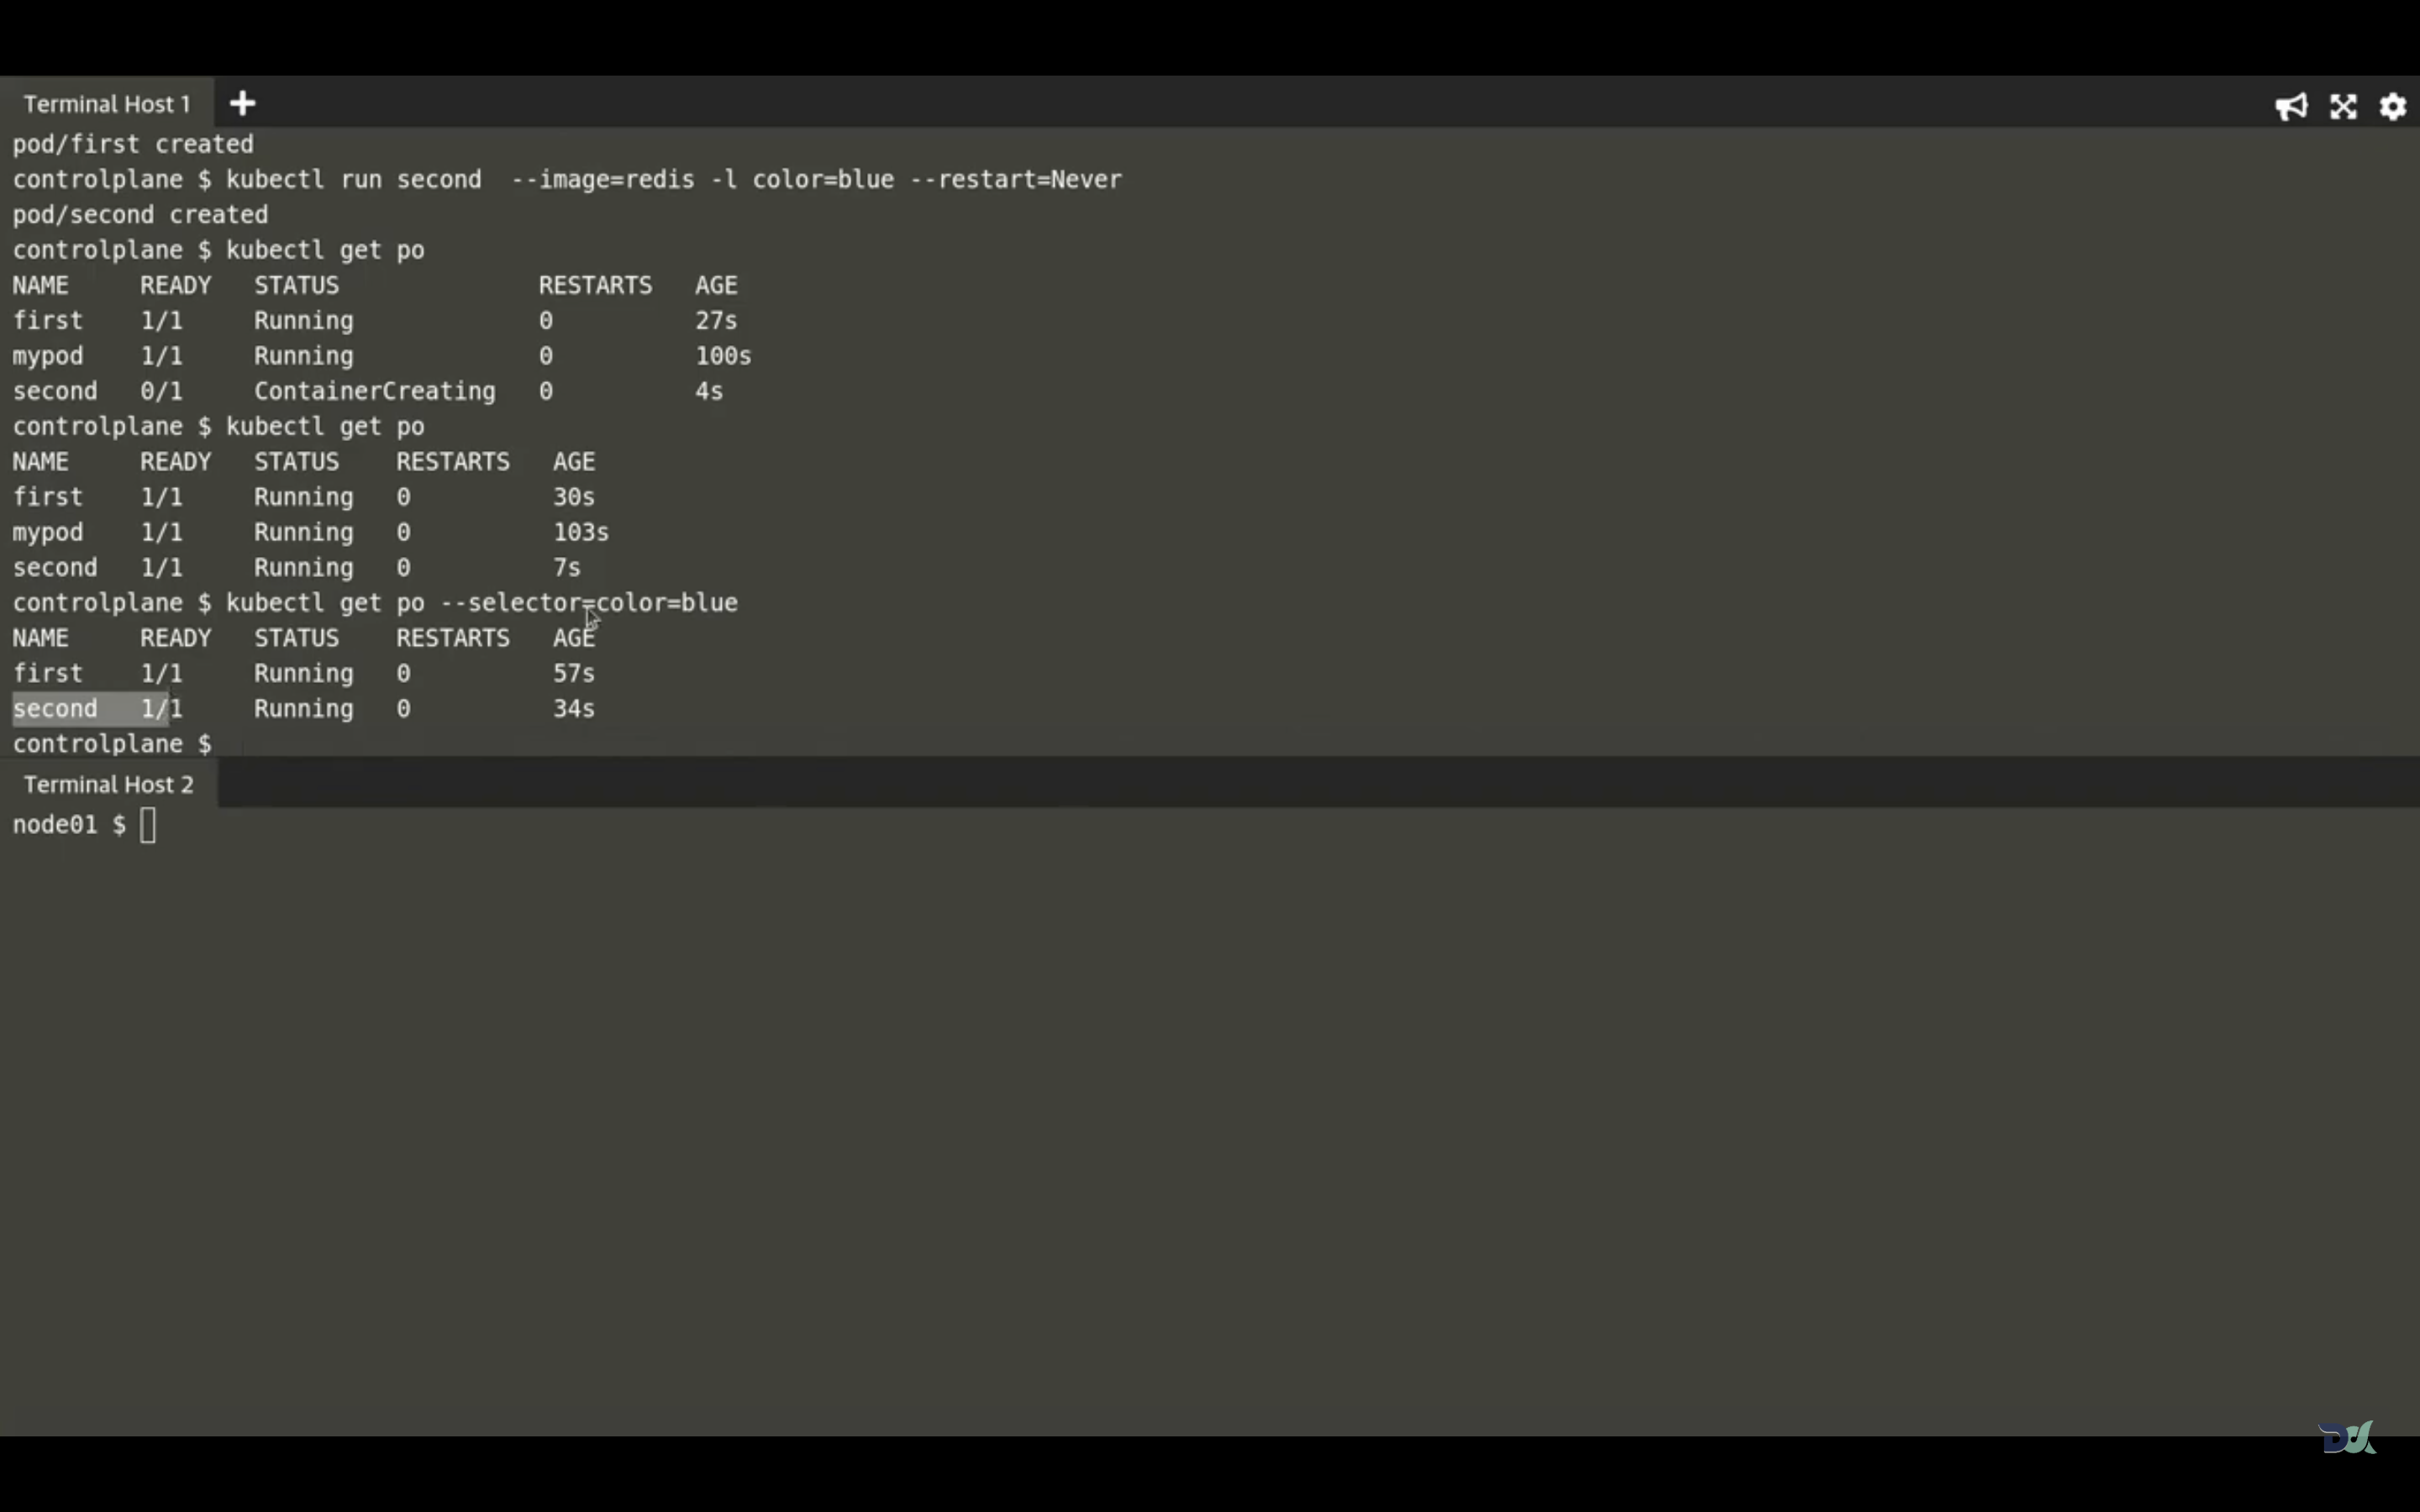 Terminal Host 1
pod/first created
controlplane $ kubectl run second  --image=redis -l color=blue --restart=Never
pod/second created
controlplane $ kubectl get po
NAME     READY   STATUS              RESTARTS   AGE
first    1/1     Running             0          27s
mypod    1/1     Running             0          100s
second   0/1     ContainerCreating   0          4s
controlplane $ kubectl get po
NAME     READY   STATUS    RESTARTS   AGE
first    1/1     Running   0          30s
mypod    1/1     Running   0          103s
second   1/1     Running   0          7s
controlplane $ kubectl get po --selector=color=blue
NAME     READY   STATUS    RESTARTS   AGE
first    1/1     Running   0          57s
second   1/1     Running   0          34s
controlplane $
Terminal Host 2
node01 $